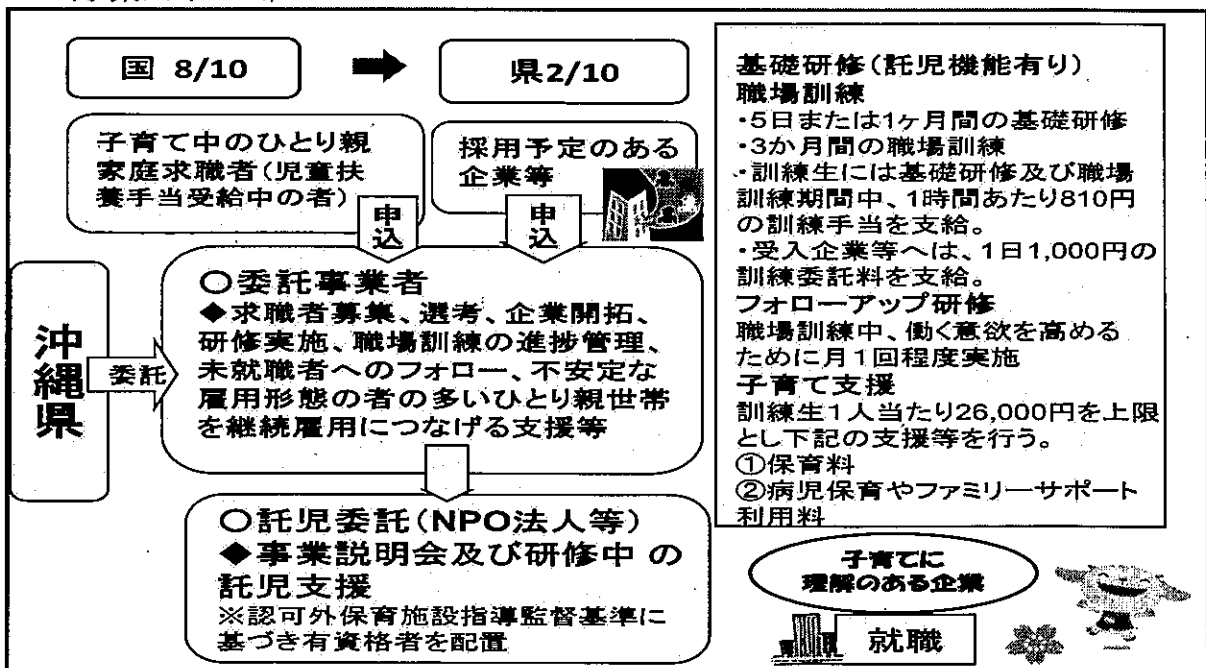 国 8/10
県2/10
子育て中のひとり親
家庭求職者(児童扶
養手当受給中の者)
採用予定のある
企業等
申込
申込
沖縄県
委託
○委託事業者
◆求職者募集、選考、企業開拓、
研修実施、職場訓練の進捗管理、
未就職者へのフォロー、不安定な
雇用形態の者の多いひとり親世帯
を継続雇用につなげる支援等
○託児委託(NPO法人等)
◆事業説明会及び研修中 の
託児支援
※認可外保育施設指導監督基準に
基づき有資格者を配置
基礎研修(託児機能有り)
職場訓練
・5日または1ヶ月間の基礎研修
・3か月間の職場訓練
・訓練生には基礎研修及び職場
訓練期間中、1時間あたり810円
の訓練手当を支給。
・受入企業等へは、1日1,000円の
訓練委託料を支給。
フォローアップ研修
職場訓練中、働く意欲を高める
ために月1回程度実施
子育て支援
訓練生1人当たり26,000円を上限
とし下記の支援等を行う。
①保育料
②病児保育やファミリーサポート
利用料
子育てに
理解のある企業
就職